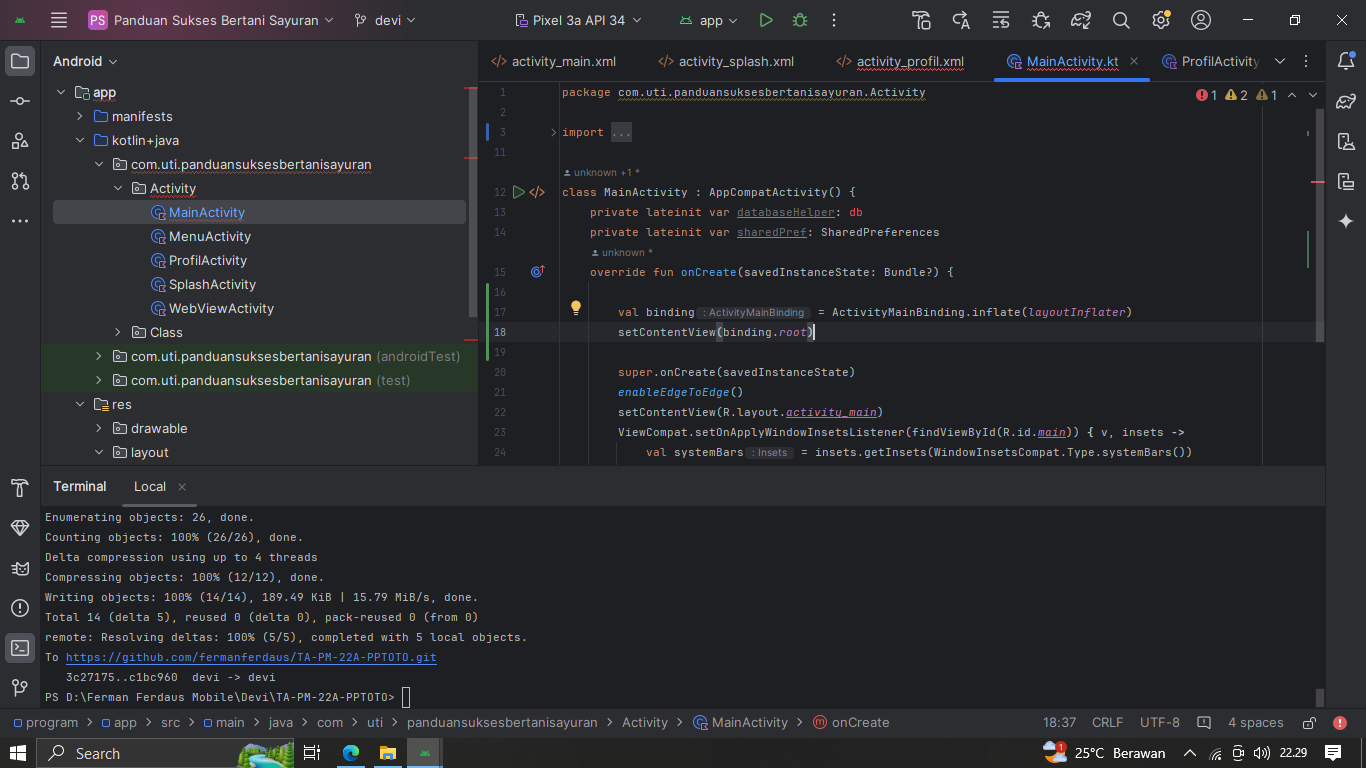 PS Panduan Sukses Bertani Sayuran devi Pixel 3a API 34 app
Android
app
manifests
kotlin+java
com.uti.panduansuksesbertanisayuran
Activity
MainActivity
MenuActivity
ProfilActivity
SplashActivity
WebViewActivity
Class
com.uti.panduansuksesbertanisayuran (androidTest)
com.uti.panduansuksesbertanisayuran (test)
res
drawable
layout
activity_main.xml activity_splash.xml activity_profil.xml MainActivity.kt ProfilActivity
1 package com.uti.panduansuksesbertanisayuran.Activity 1 2 1
2
3 import ...
11
unknown +1 *
12 class MainActivity : AppCompatActivity() {
13 private lateinit var databaseHelper: db
14 private lateinit var sharedPref: SharedPreferences
unknown *
15 override fun onCreate(savedInstanceState: Bundle?) {
16
17 val binding : ActivityMainBinding = ActivityMainBinding.inflate(layoutInflater)
18 setContentView(binding.root)
19
20 super.onCreate(savedInstanceState)
21 enableEdgeToEdge()
22 setContentView(R.layout.activity_main)
23 ViewCompat.setOnApplyWindowInsetsListener(findViewById(R.id.main)) { v, insets ->
24 val systemBars : Insets = insets.getInsets(WindowInsetsCompat.Type.systemBars())
Terminal Local
Enumerating objects: 26, done.
Counting objects: 100% (26/26), done.
Delta compression using up to 4 threads
Compressing objects: 100% (12/12), done.
Writing objects: 100% (14/14), 189.49 KiB | 15.79 MiB/s, done.
Total 14 (delta 5), reused 0 (delta 0), pack-reused 0 (from 0)
remote: Resolving deltas: 100% (5/5), completed with 5 local objects.
To https://github.com/fermanferdaus/TA-PM-22A-PPTOTO.git
3c27175..c1bc960 devi -> devi
PS D:\Ferman Ferdaus Mobile\Devi\TA-PM-22A-PPTOTO>
program > app > src > main > java > com > uti > panduansuksesbertanisayuran > Activity > MainActivity > onCreate 18:37 CRLF UTF-8 4 spaces
Search 1 25°C Berawan 22.29